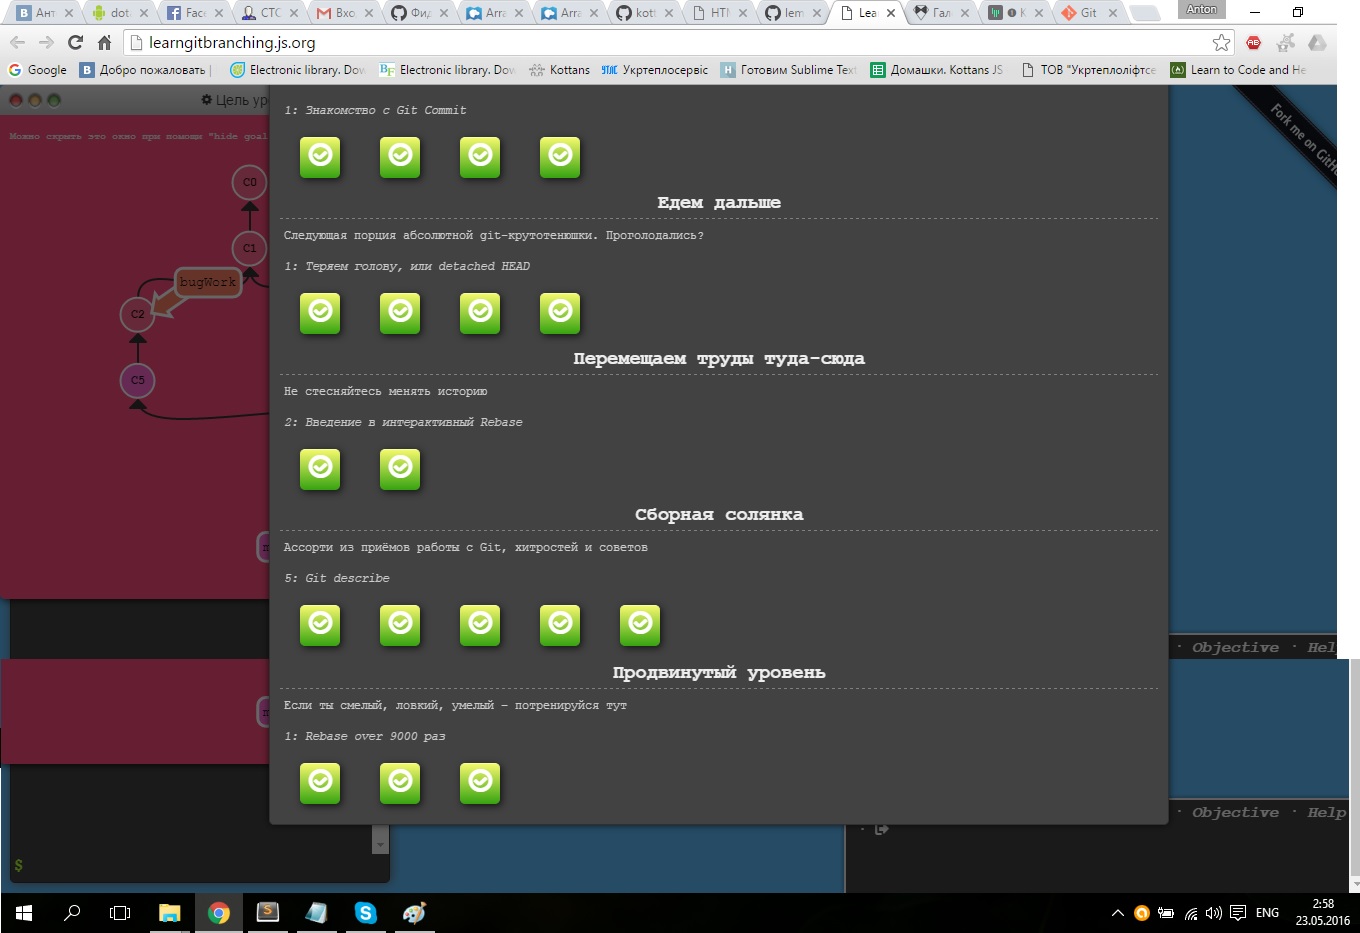 Ант
dota
Face
СТС
Вхо
Фид
Arra
Arra
kott
HTM
lem
Lea
Гал
К
Git
Anton
learngitbranching.js.org
Google
Добро пожаловать |
Electronic library. Dow
Electronic library. Dow
Kottans
Укртеплосервіс
Готовим Sublime Text
Домашки. Kottans JS
ТОВ "Укртеплоліфтсе
Learn to Code and He
Цель ур
Можно скрыть это окно при помощи "hide goal
C0
C1
bugWork
C2
C5
Fork me on GitHu
1: Знакомство с Git Commit
Едем дальше
Следующая порция абсолютной git-крутотенюшки. Проголодались?
1: Теряем голову, или detached HEAD
Перемещаем труды туда-сюда
Не стесняйтесь менять историю
2: Введение в интерактивный Rebase
Сборная солянка
Ассорти из приёмов работы с Git, хитростей и советов
5: Git describe
Продвинутый уровень
Если ты смелый, ловкий, умелый – потренируйся тут
1: Rebase over 9000 раз
· Objective · Help
· Objective · Help
$
ENG
2:58
23.05.2016